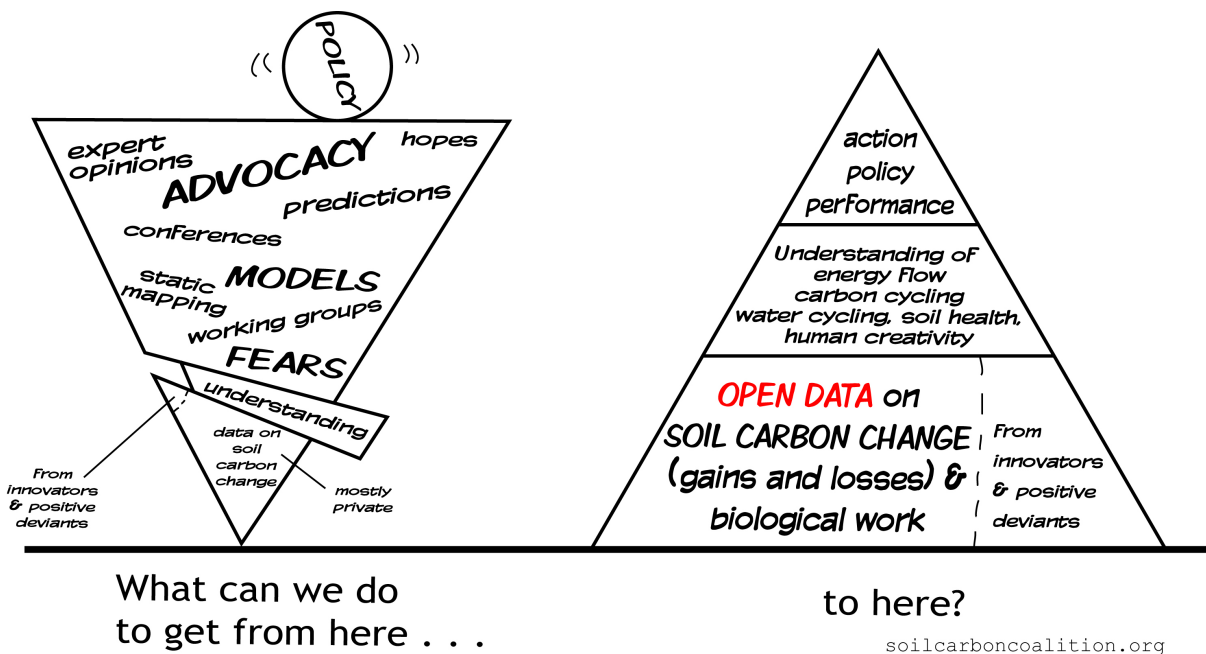 POLICY
expert
opinions
ADVOCACY
hopes
predictions
conferences
static
mapping
MODELS
working groups
FEARS
understanding
data on
soil
carbon
change
From
innovators
& positive
deviants
mostly
private
What can we do
to get from here . . .
action
policy
performance
Understanding of
energy flow
carbon cycling
water cycling, soil health,
human creativity
OPEN DATA on
SOIL CARBON CHANGE
(gains and losses) &
biological work
From
innovators
& positive
deviants
to here?
soilcarboncoalition.org